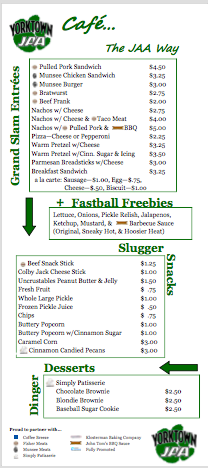 YORKTOWN
JAA
Café...
The JAA Way
Grand Slam Entrées
Pulled Pork Sandwich $4.50
Munsee Chicken Sandwich $3.25
Munsee Burger $3.00
Bratwurst $2.75
Beef Frank $2.00
Nachos w/ Cheese $2.75
Nachos w/ Cheese & Taco Meat $4.00
Nachos w/ Pulled Pork & BBQ $5.00
Pizza—Cheese or Pepperoni $2.25
Warm Pretzel w/Cheese $3.25
Warm Pretzel w/Cinn. Sugar & Icing $3.50
Parmesan Breadsticks w/Cheese $3.00
Breakfast Sandwich $3.25
a la carte: Sausage—$1.00, Egg—$.75,
Cheese—$.50, Biscuit—$1.00
+ Fastball Freebies
Lettuce, Onions, Pickle Relish, Jalapenos,
Ketchup, Mustard, & Barbecue Sauce
(Original, Sneaky Hot, & Hoosier Heat)
Slugger
Snacks
Beef Snack Stick $1.25
Colby Jack Cheese Stick $1.00
Uncrustables Peanut Butter & Jelly $1.50
Fresh Fruit $ .75
Whole Large Pickle $1.00
Frozen Pickle Juice $ .50
Chips $ .75
Buttery Popcorn $1.00
Buttery Popcorn w/Cinnamon Sugar $1.00
Caramel Corn $3.00
Cinnamon Candied Pecans $3.00
Dinger
Desserts
Simply Patisserie
Chocolate Brownie $2.50
Blondie Brownie $2.50
Baseball Sugar Cookie $2.50
Proud to partner with...
Coffee Scenes
Fisher Meats
Munsee Meats
Simply Patisserie
Klosterman Baking Company
John Tom's BBQ Sauce
Fully Promoted
YORKTOWN
JAA